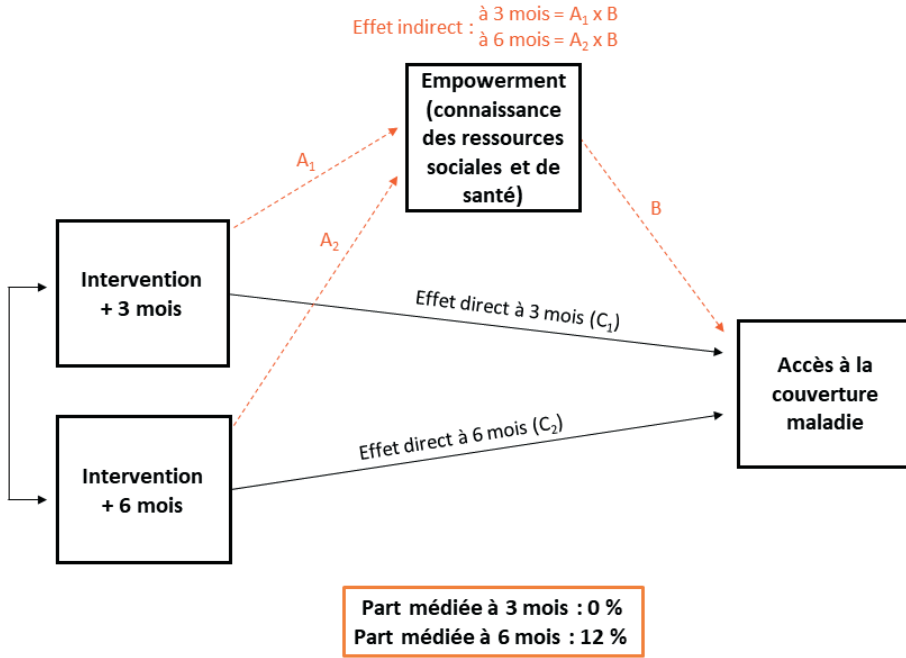 Effet indirect : à 3 mois = A₁ x B
à 6 mois = A₂ x B
Empowerment
(connaissance
des ressources
sociales et de
santé)
A₁
A₂
B
Intervention
+ 3 mois
Effet direct à 3 mois (C₁)
Accès à la
couverture
maladie
Effet direct à 6 mois (C₂)
Intervention
+ 6 mois
Part médiée à 3 mois : 0 %
Part médiée à 6 mois : 12 %